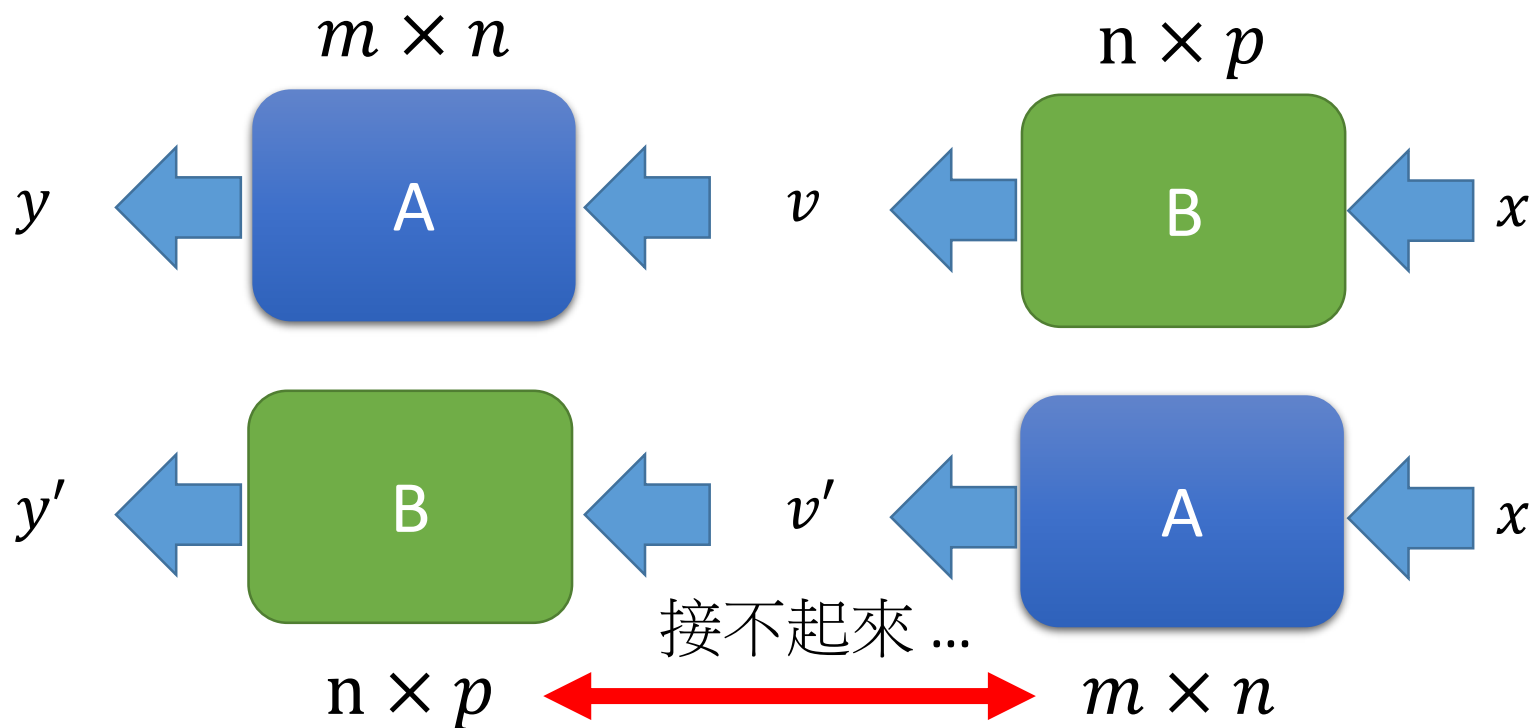 m × n n × p
y A v B x
y′ B v′ A x
接不起來 ...
n × p m × n